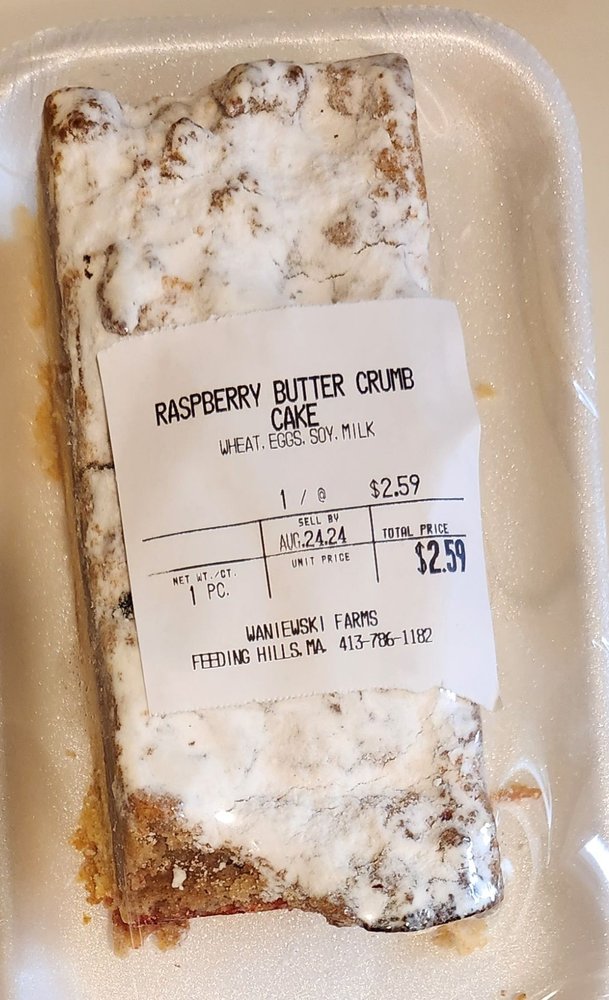 RASPBERRY BUTTER CRUMB
CAKE
WHEAT, EGGS, SOY, MILK
1 / @ $2.59
SELL BY
AUG.24.24
TOTAL PRICE
$2.59
UNIT PRICE
NET WT./CT.
1 PC.
WANIEWSKI FARMS
FEEDING HILLS, MA 413-786-1182